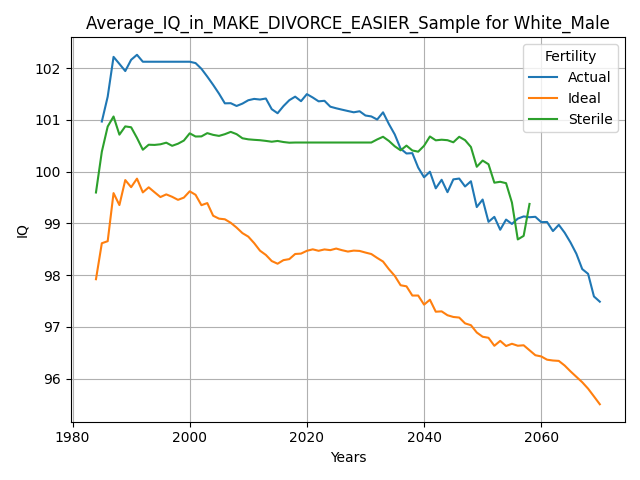 Average_IQ_in_MAKE_DIVORCE_EASIER_Sample for White_Male
Fertility
Actual
Ideal
Sterile
102
101
100
99
98
97
96
IQ
1980
2000
2020
2040
2060
Years